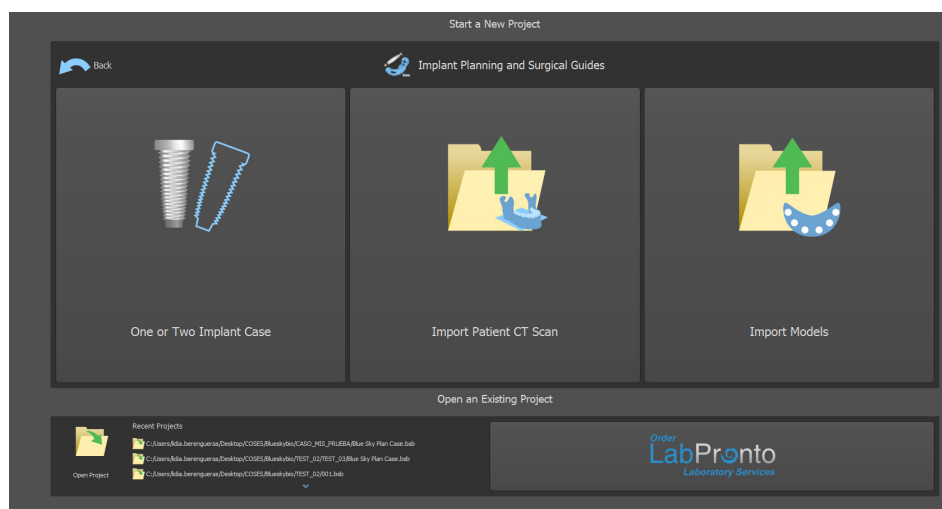 Start a New Project
Back
Implant Planning and Surgical Guides
One or Two Implant Case
Import Patient CT Scan
Import Models
Open an Existing Project
Recent Projects
C:/Users/lidia.berengueras/Desktop/COSES/Blueskybio/CASO_MIS_PRUEBA/Blue Sky Plan Case.bsb
C:/Users/lidia.berengueras/Desktop/COSES/Blueskybio/TEST_02/TEST_03/Blue Sky Plan Case.bsb
C:/Users/lidia.berengueras/Desktop/COSES/Blueskybio/TEST_02/001.bsb
Open Project
Order
LabPronto
Laboratory Services